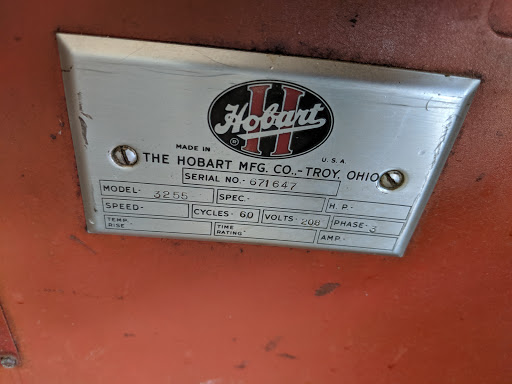 Hobart
®
MADE IN U.S.A.
THE HOBART MFG. CO.,-TROY, OHIO
SERIAL NO. 671647
MODEL- 3255 SPEC.- H. P.-
SPEED- CYCLES- 60 VOLTS- 208 PHASE- 3
TEMP. RISE- TIME RATING- AMP.-